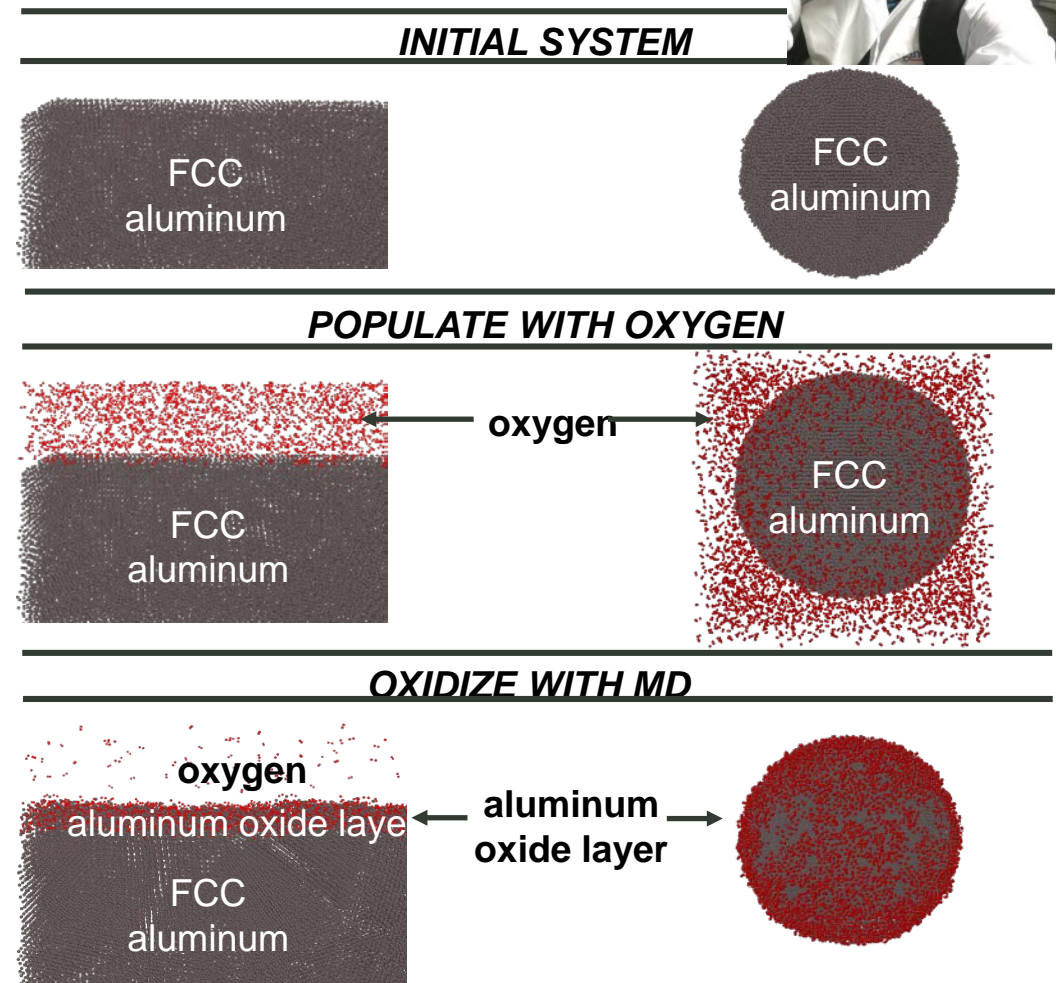 INITIAL SYSTEM
FCC
aluminum
FCC
aluminum
POPULATE WITH OXYGEN
oxygen
FCC
aluminum
FCC
aluminum
OXIDIZE WITH MD
oxygen
aluminum oxide laye
aluminum
oxide layer
FCC
aluminum